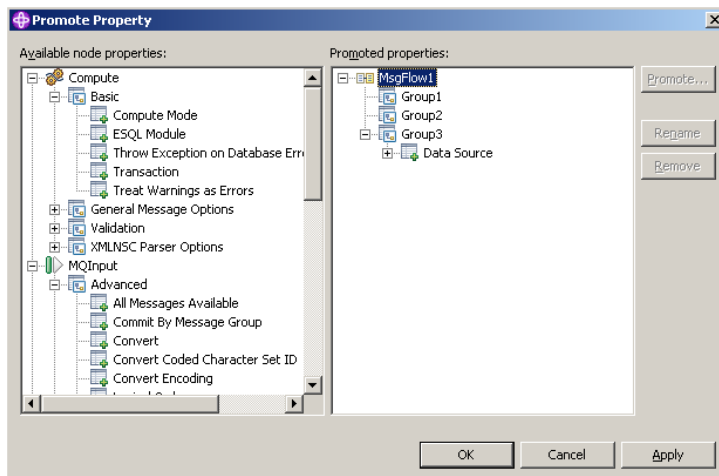 Promote Property
Available node properties:
Compute
Basic
Compute Mode
ESQL Module
Throw Exception on Database Err
Transaction
Treat Warnings as Errors
General Message Options
Validation
XMLNSC Parser Options
MQInput
Advanced
All Messages Available
Commit By Message Group
Convert
Convert Coded Character Set ID
Convert Encoding
Promoted properties:
MsgFlow1
Group1
Group2
Group3
Data Source
Promote...
Rename
Remove
OK
Cancel
Apply